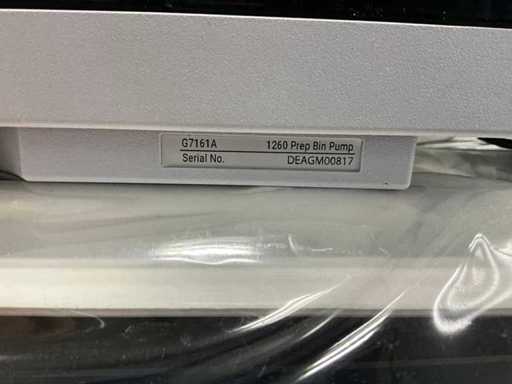 G7161A 1260 Prep Bin Pump
Serial No. DEAGM00817